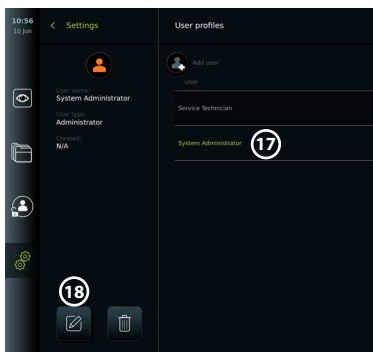 10:56
10 Jun
Settings
User profiles
Add user
User
User name:
System Administrator
User type:
Administrator
Created:
N/A
Service Technician
System Administrator
17
18